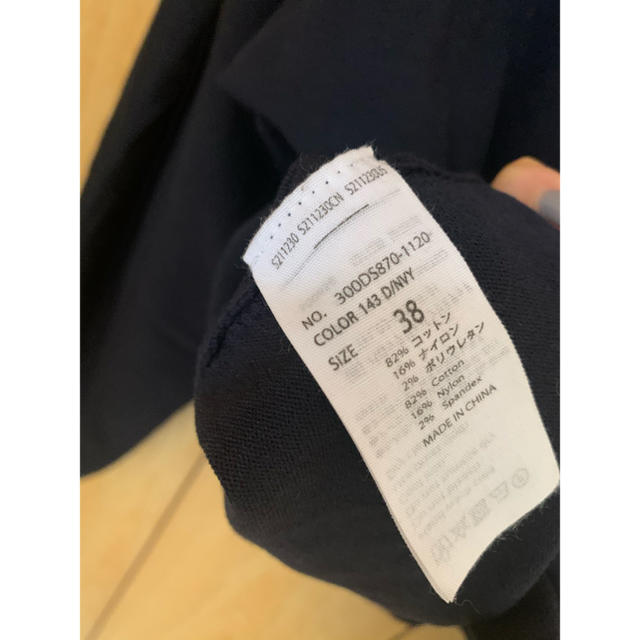 S211230 S211230CN S211230US
NO. 300DS870-1120
COLOR 143 D/NVY
SIZE 38
82% コットン
16% ナイロン
2% ポリウレタン
82% Cotton
16% Nylon
2% Spandex
MADE IN CHINA